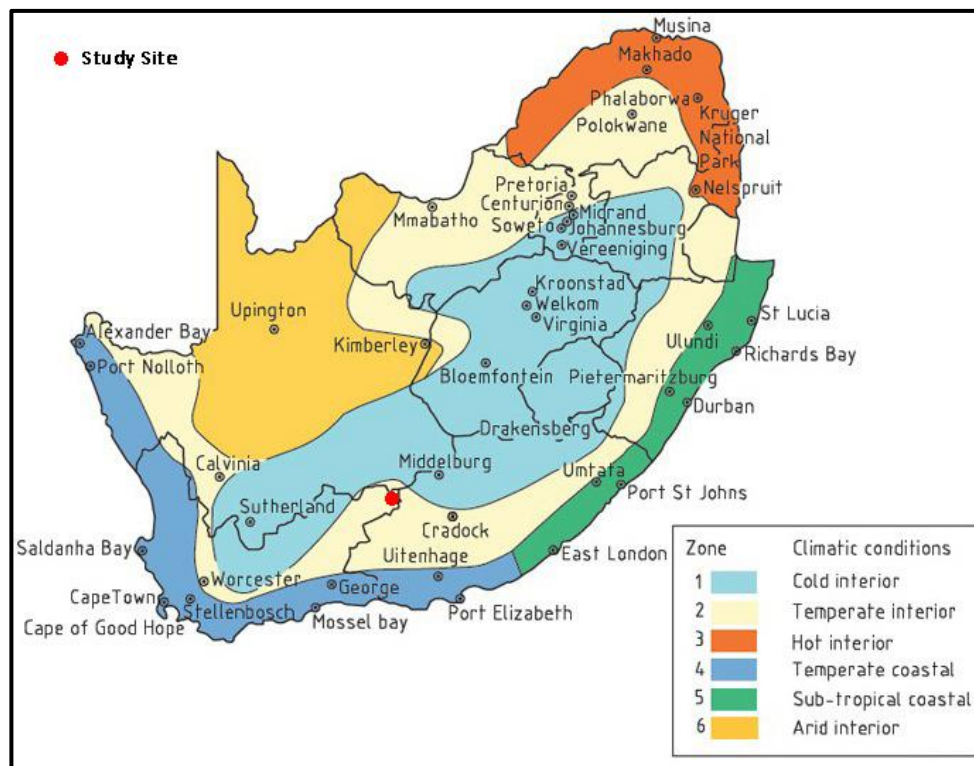 Study Site
Musina
Makhado
Phalaborwa
Kruger
National
Park
Polokwane
Nelspruit
Pretoria
Centurion
Midrand
Soweto
Johannesburg
Vereeniging
Mmabatho
Kroonstad
Welkom
Virginia
Upington
Kimberley
Alexander Bay
Port Nolloth
Bloemfontein
Ulundi
St Lucia
Richards Bay
Pietermaritzburg
Durban
Drakensberg
Calvinia
Middelburg
Umtata
Port St Johns
Sutherland
Cradock
Saldanha Bay
Uitenhage
East London
Worcester
George
CapeTown
Stellenbosch
Port Elizabeth
Mossel bay
Cape of Good Hope
Zone Climatic conditions
1 Cold interior
2 Temperate interior
3 Hot interior
4 Temperate coastal
5 Sub-tropical coastal
6 Arid interior